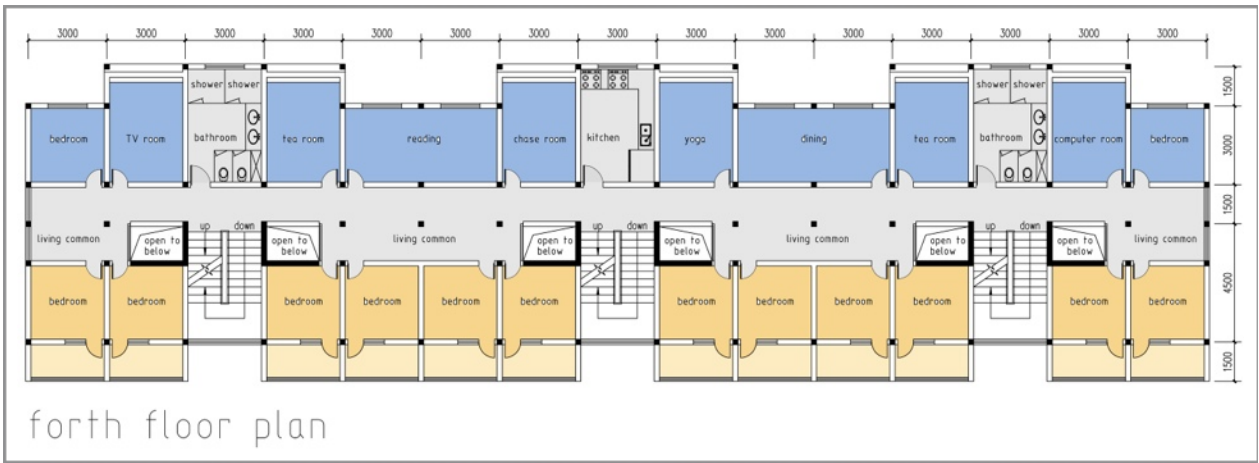 3000 3000 3000 3000 3000 3000 3000 3000 3000 3000 3000 3000 3000 3000 3000
1500
shower shower
shower shower
bedroom
TV room
bathroom
tea room
reading
chase room
kitchen
yoga
dining
tea room
bathroom
computer room
bedroom
3000
1500
up down
up down
up down
living common
open to
below
open to
below
living common
open to
below
open to
below
living common
open to
below
open to
below
living common
4500
bedroom bedroom bedroom bedroom bedroom bedroom bedroom bedroom bedroom bedroom bedroom bedroom
1500
forth floor plan